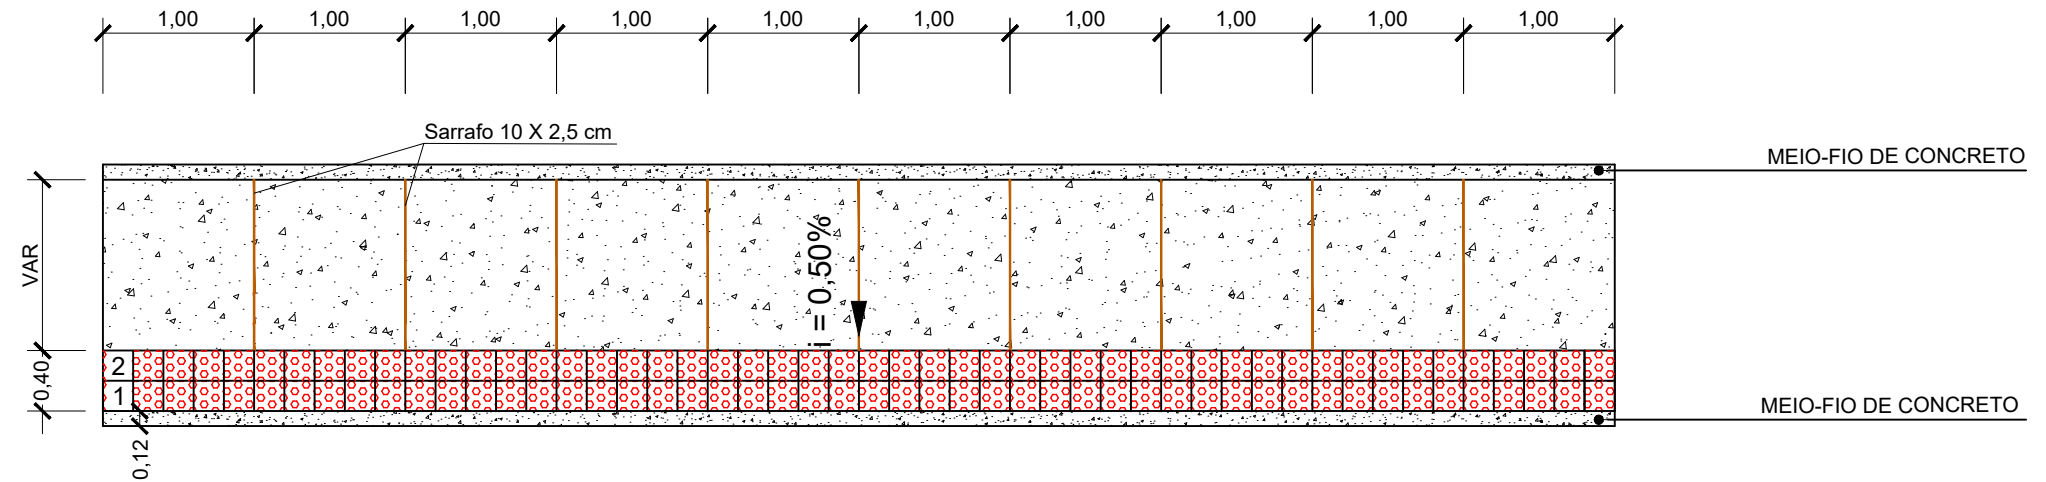 1,00 1,00 1,00 1,00 1,00 1,00 1,00 1,00 1,00 1,00
Sarrafo 10 X 2,5 cm
MEIO-FIO DE CONCRETO
VAR
i = 0,50%
2
0,40
1
MEIO-FIO DE CONCRETO
0,12